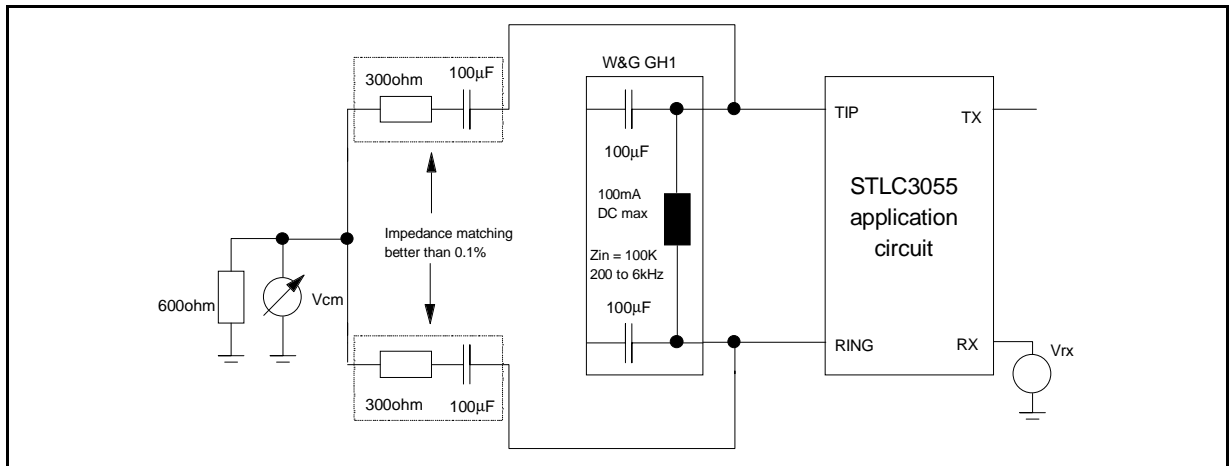 W&G GH1
300ohm
100µF
100µF
TIP
TX
STLC3055
application
circuit
100mA
DC max
Impedance matching
better than 0.1%
Zin = 100K
200 to 6kHz
100µF
600ohm
Vcm
RING
RX
Vrx
300ohm
100µF